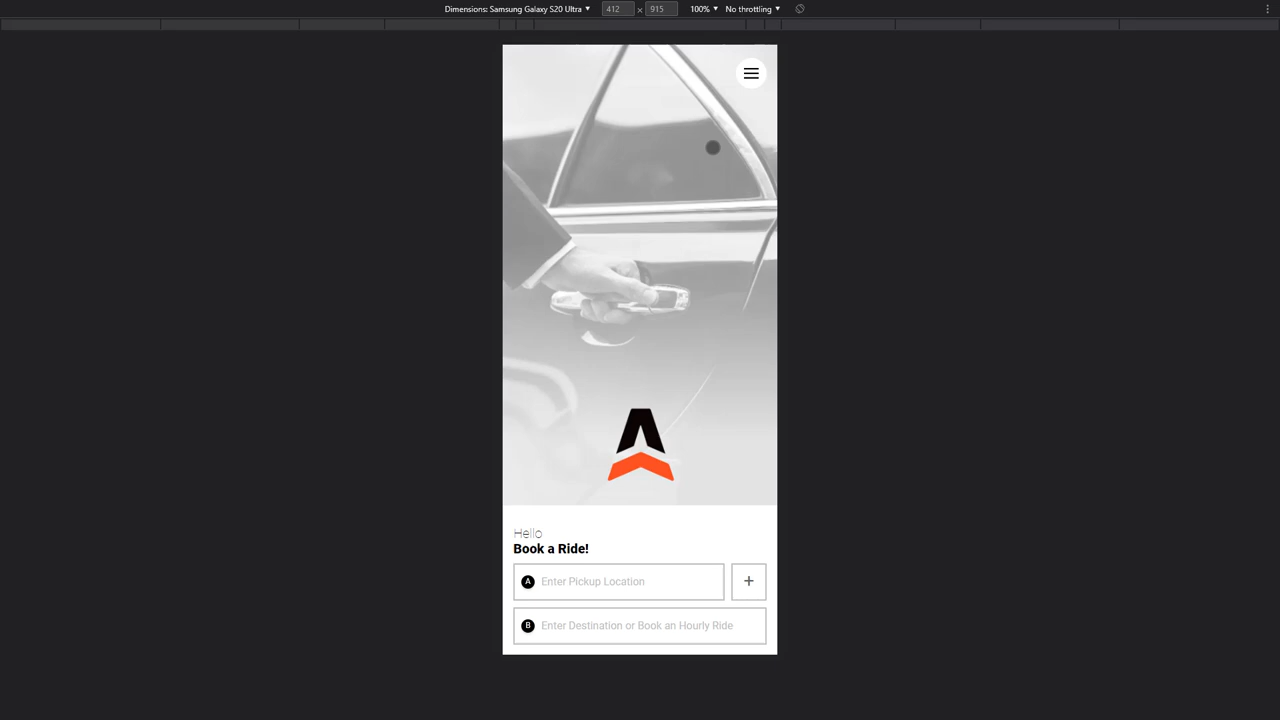 Dimensions: Samsung Galaxy S20 Ultra 412 x 915 100% No throttling
Hello
Book a Ride!
A Enter Pickup Location +
B Enter Destination or Book an Hourly Ride